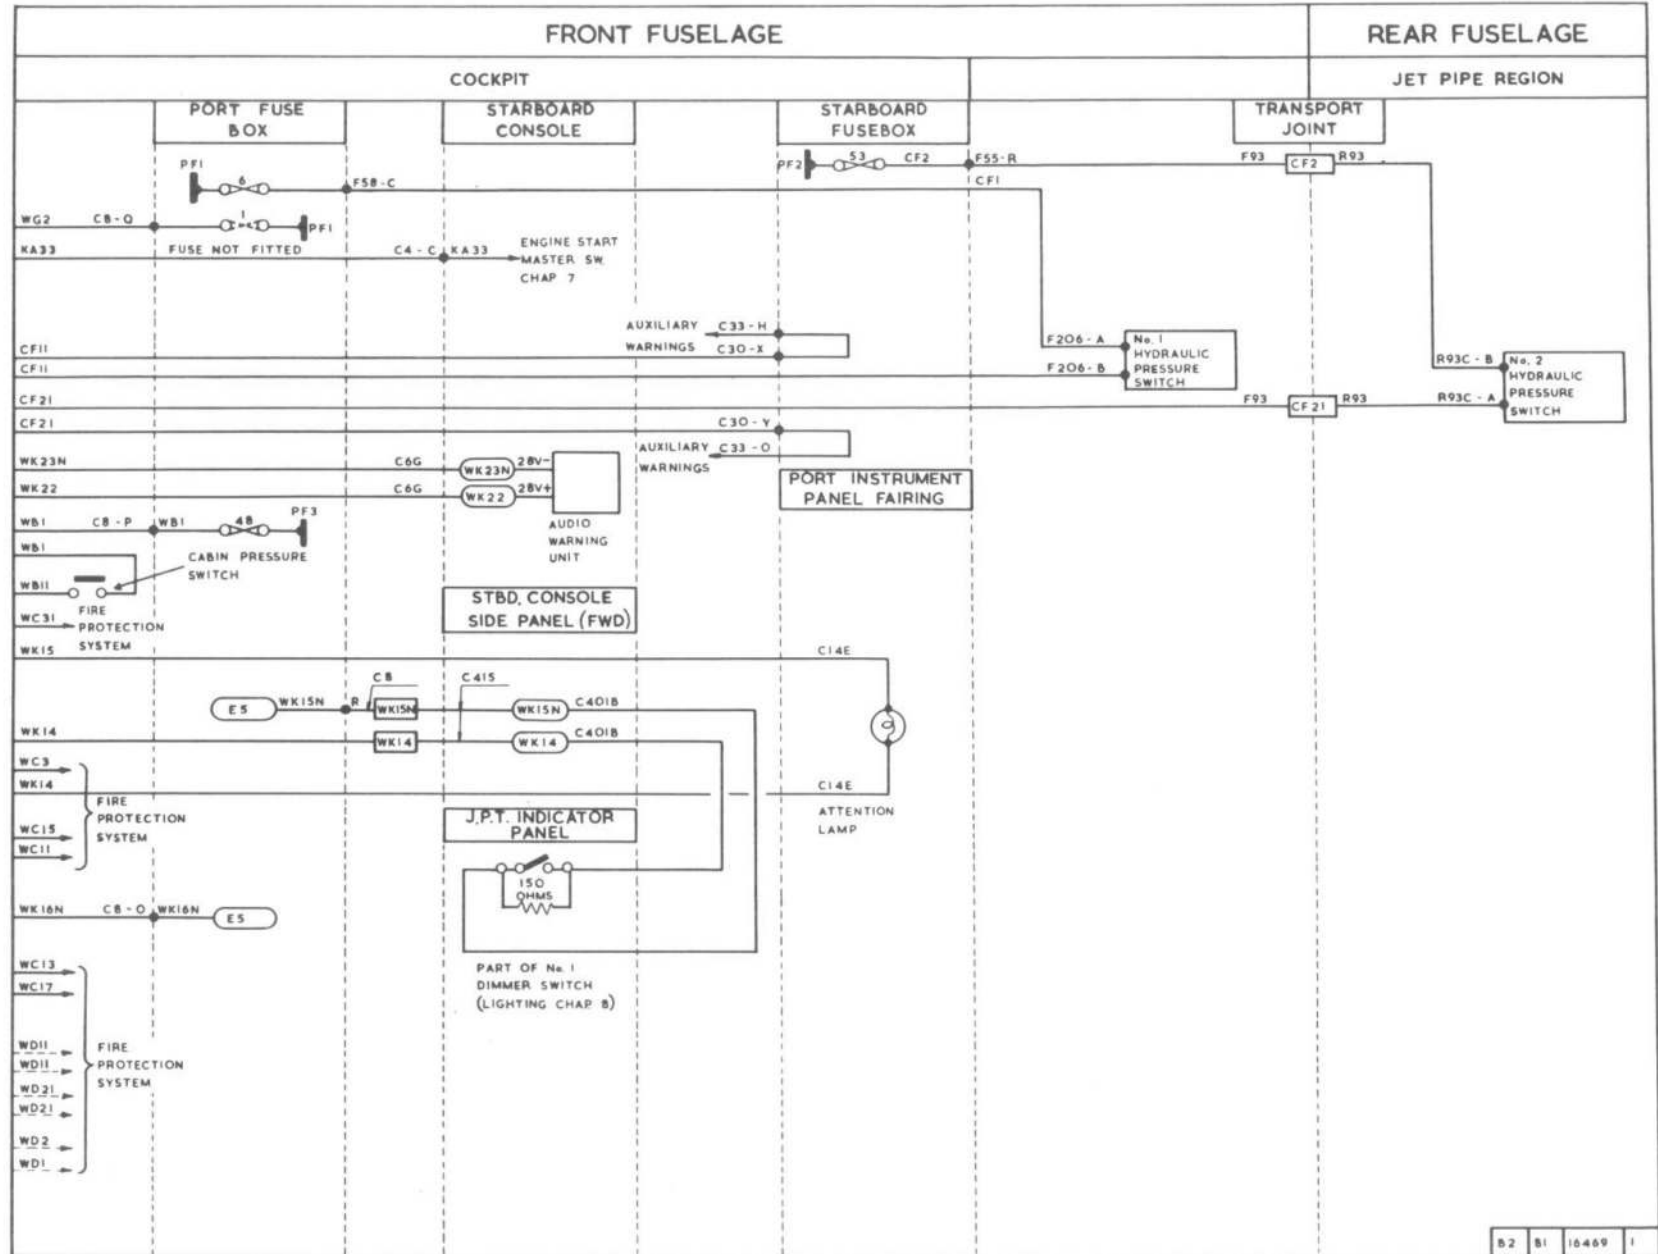 FRONT FUSELAGE
REAR FUSELAGE
COCKPIT
JET PIPE REGION
PORT FUSE
BOX
STARBOARD
CONSOLE
STARBOARD
FUSEBOX
TRANSPORT
JOINT
PF1
6
F58-C
PF2
53
CF2
F55-R
F93
CF2
R93
CF1
WG2
C8-Q
1
PF1
KA33
FUSE NOT FITTED
C4-C
KA33
ENGINE START
MASTER SW.
CHAP 7
AUXILIARY
WARNINGS
C33-H
C30-X
CF11
CF11
F206-A
F206-B
No. 1
HYDRAULIC
PRESSURE
SWITCH
R93C-B
No. 2
HYDRAULIC
PRESSURE
SWITCH
CF21
F93
CF21
R93
R93C-A
CF21
C30-Y
AUXILIARY
WARNINGS
C33-O
WK23N
C6G
WK23N
28V-
WK22
C6G
WK22
28V+
PORT INSTRUMENT
PANEL FAIRING
WB1
C8-P
WB1
48
PF3
AUDIO
WARNING
UNIT
WB1
CABIN PRESSURE
SWITCH
WB11
FIRE
PROTECTION
SYSTEM
WC31
STBD. CONSOLE
SIDE PANEL (FWD)
WK15
C14E
C8
C415
E5
WK15N
R
WK15N
WK15N
C401B
WK14
WK14
WK14
C401B
WC3
WK14
C14E
FIRE
PROTECTION
SYSTEM
ATTENTION
LAMP
WC15
WC11
J.P.T. INDICATOR
PANEL
150
OHMS
WK16N
C8-O
WK16N
E5
WC13
WC17
PART OF No. 1
DIMMER SWITCH
(LIGHTING CHAP. 8)
WD11
WD11
WD21
WD21
WD2
WD1
FIRE
PROTECTION
SYSTEM
B2 B1 16469 1